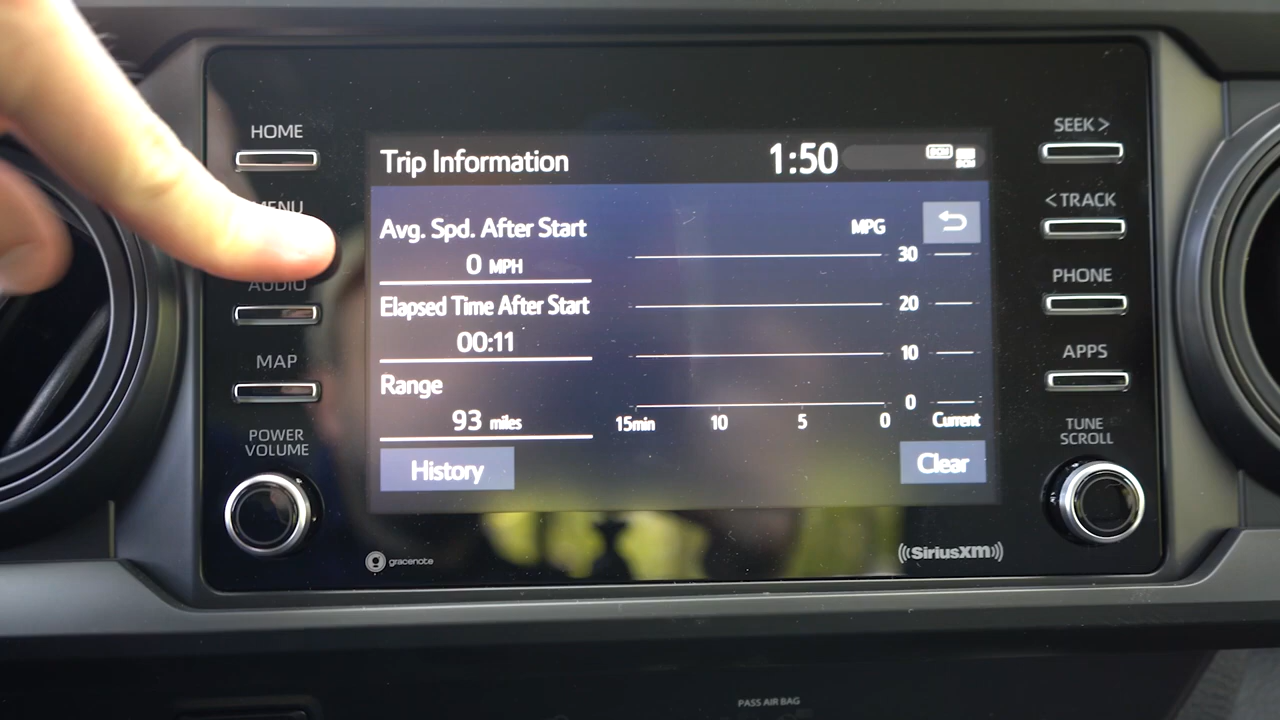 HOME
MENU
AUDIO
MAP
POWER
VOLUME
Trip Information
1:50
DCM
Avg. Spd. After Start
0 MPH
Elapsed Time After Start
00:11
Range
93 miles
History
MPG
30
20
10
0
15min 10 5 0 Current
Clear
gracenote
((SiriusXM))
SEEK >
< TRACK
PHONE
APPS
TUNE
SCROLL
PASS AIR BAG